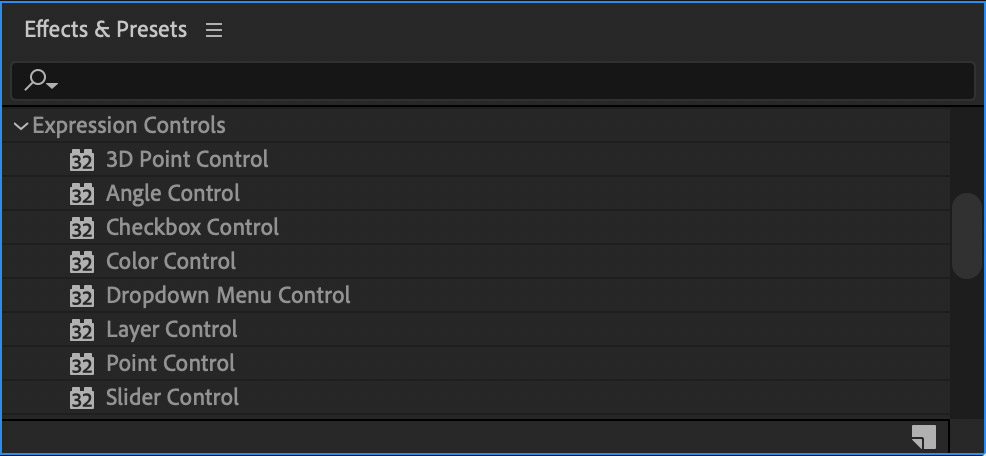 Effects & Presets
Expression Controls
32 3D Point Control
32 Angle Control
32 Checkbox Control
32 Color Control
32 Dropdown Menu Control
32 Layer Control
32 Point Control
32 Slider Control